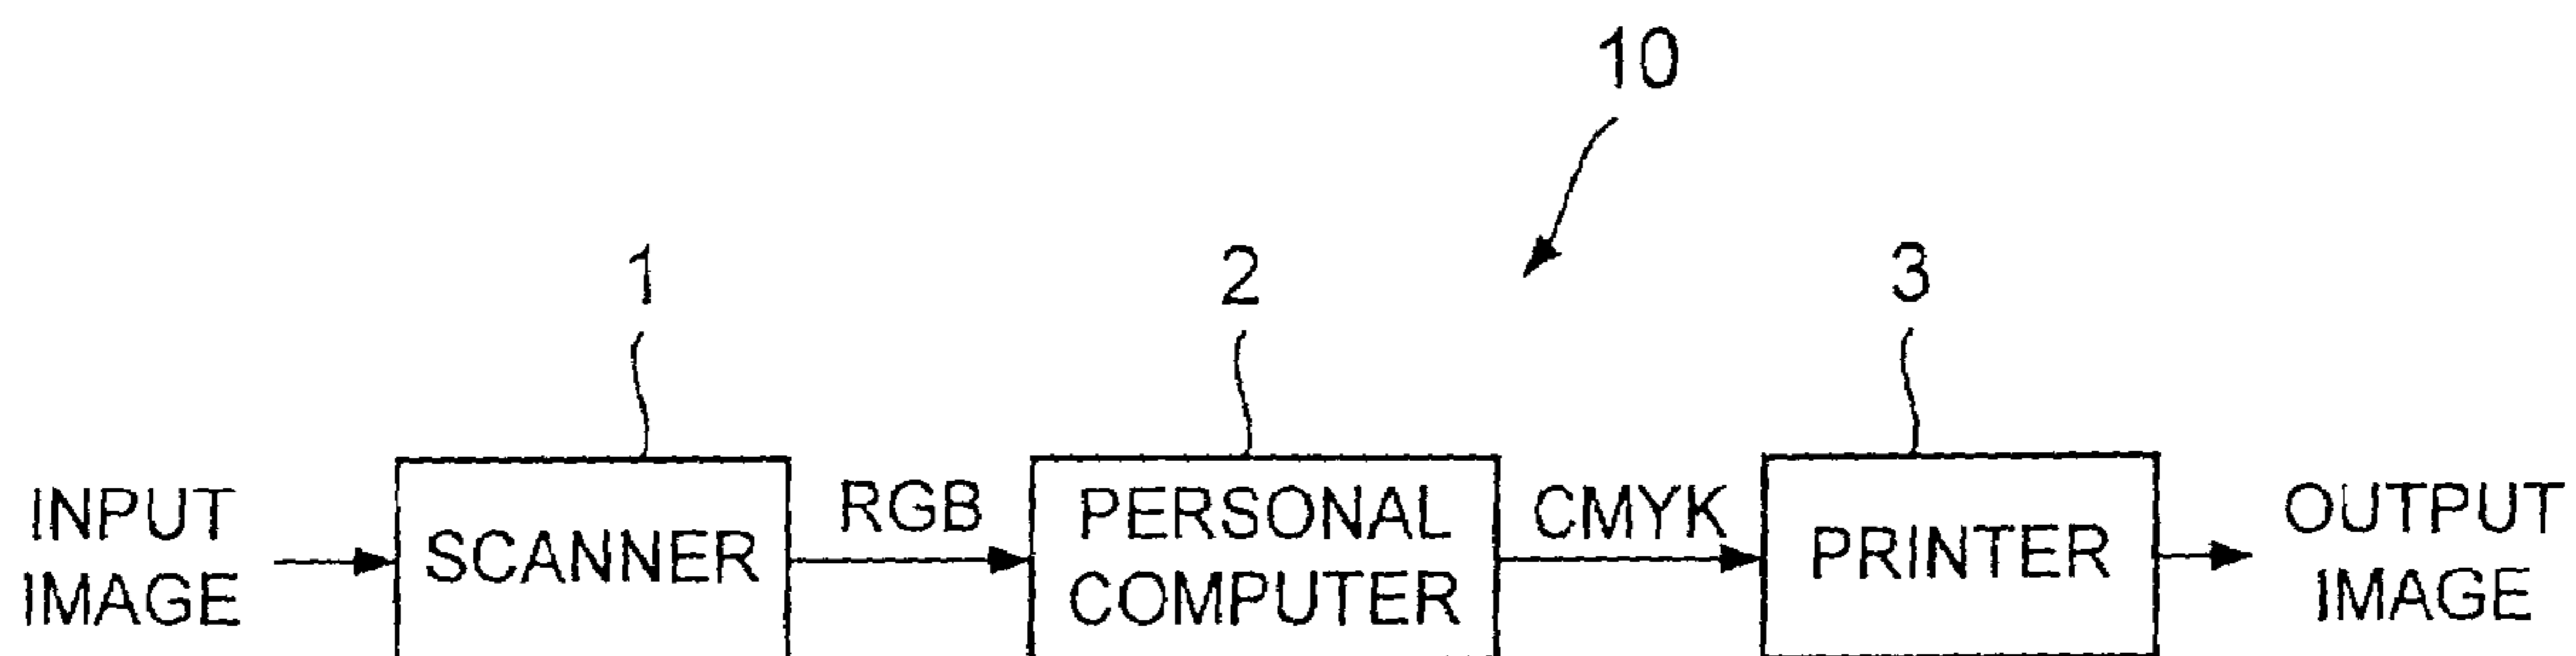 10
1
2
3
INPUT
IMAGE
SCANNER
RGB
PERSONAL
COMPUTER
CMYK
PRINTER
OUTPUT
IMAGE